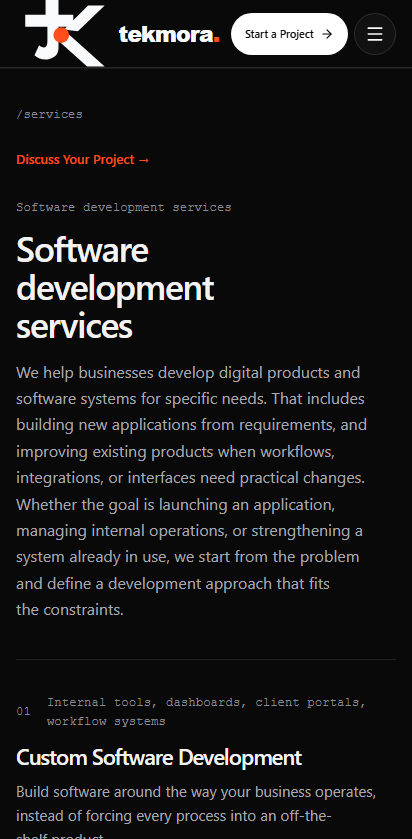 tekmora.
Start a Project →
/services
Discuss Your Project →
Software development services
Software
development
services
We help businesses develop digital products and
software systems for specific needs. That includes
building new applications from requirements, and
improving existing products when workflows,
integrations, or interfaces need practical changes.
Whether the goal is launching an application,
managing internal operations, or strengthening a
system already in use, we start from the problem
and define a development approach that fits
the constraints.
01
Internal tools, dashboards, client portals,
workflow systems
Custom Software Development
Build software around the way your business operates,
instead of forcing every process into an off-the-
shelf product